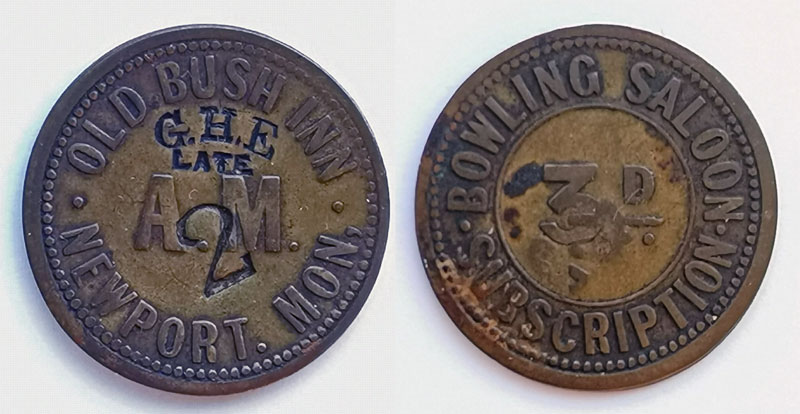 OLD BUSH INN
G.H.E
LATE
A.M.
2
NEWPORT. MON.
BOWLING SALOON
3D.
SUBSCRIPTION